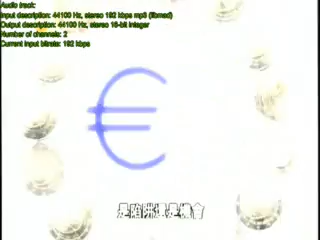 Audio track:
Input description: 44100 Hz, stereo 192 kbps mp3 (libmad)
Output description: 44100 Hz, stereo 16-bit integer
Number of channels: 2
Current input bitrate: 192 kbps
€
是陷阱還是機會